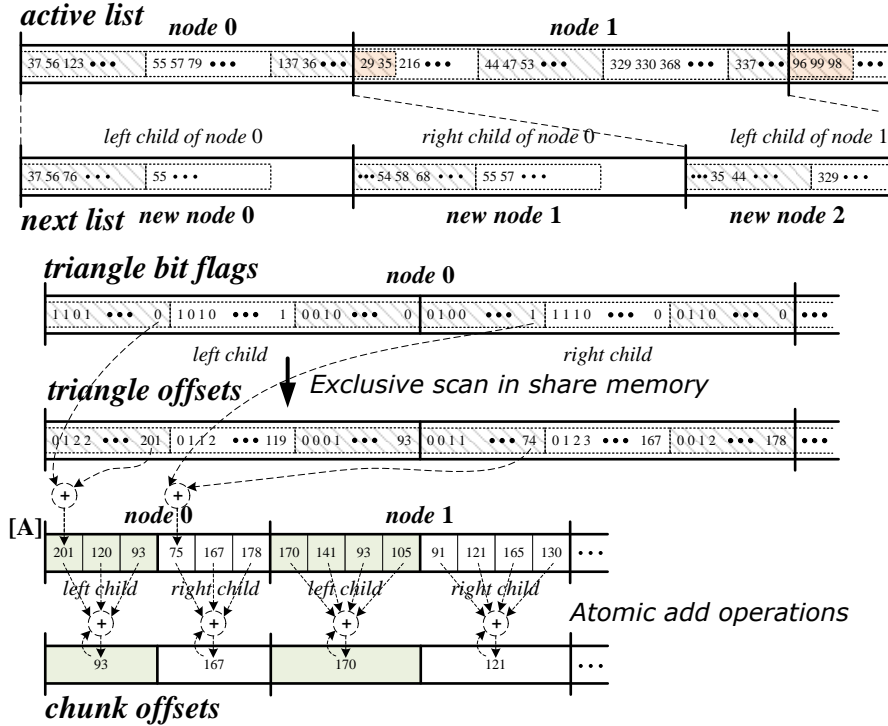 active list
node 0 node 1
37 56 123 ••• 55 57 79 ••• 137 36 ••• 29 35 216 ••• 44 47 53 ••• 329 330 368 ••• 337 ••• 96 99 98 •••
left child of node 0 right child of node 0 left child of node 1
37 56 76 ••• 55 ••• ••• 54 58 68 ••• 55 57 ••• ••• 35 44 ••• 329 •••
next list new node 0 new node 1 new node 2
triangle bit flags node 0
1 1 0 1 ••• 0 1 0 1 0 ••• 1 0 0 1 0 ••• 0 0 1 0 0 ••• 1 1 1 1 0 ••• 0 0 1 1 0 ••• 0 •••
left child right child
triangle offsets Exclusive scan in share memory
0 1 2 2 ••• 201 0 1 1 2 ••• 119 0 0 0 1 ••• 93 0 0 1 1 ••• 74 0 1 2 3 ••• 167 0 0 1 2 ••• 178 •••
+ +
[A] node 0 node 1
201 120 93 75 167 178 170 141 93 105 91 121 165 130 •••
left child right child left child right child
+ + + + Atomic add operations
93 167 170 121 •••
chunk offsets